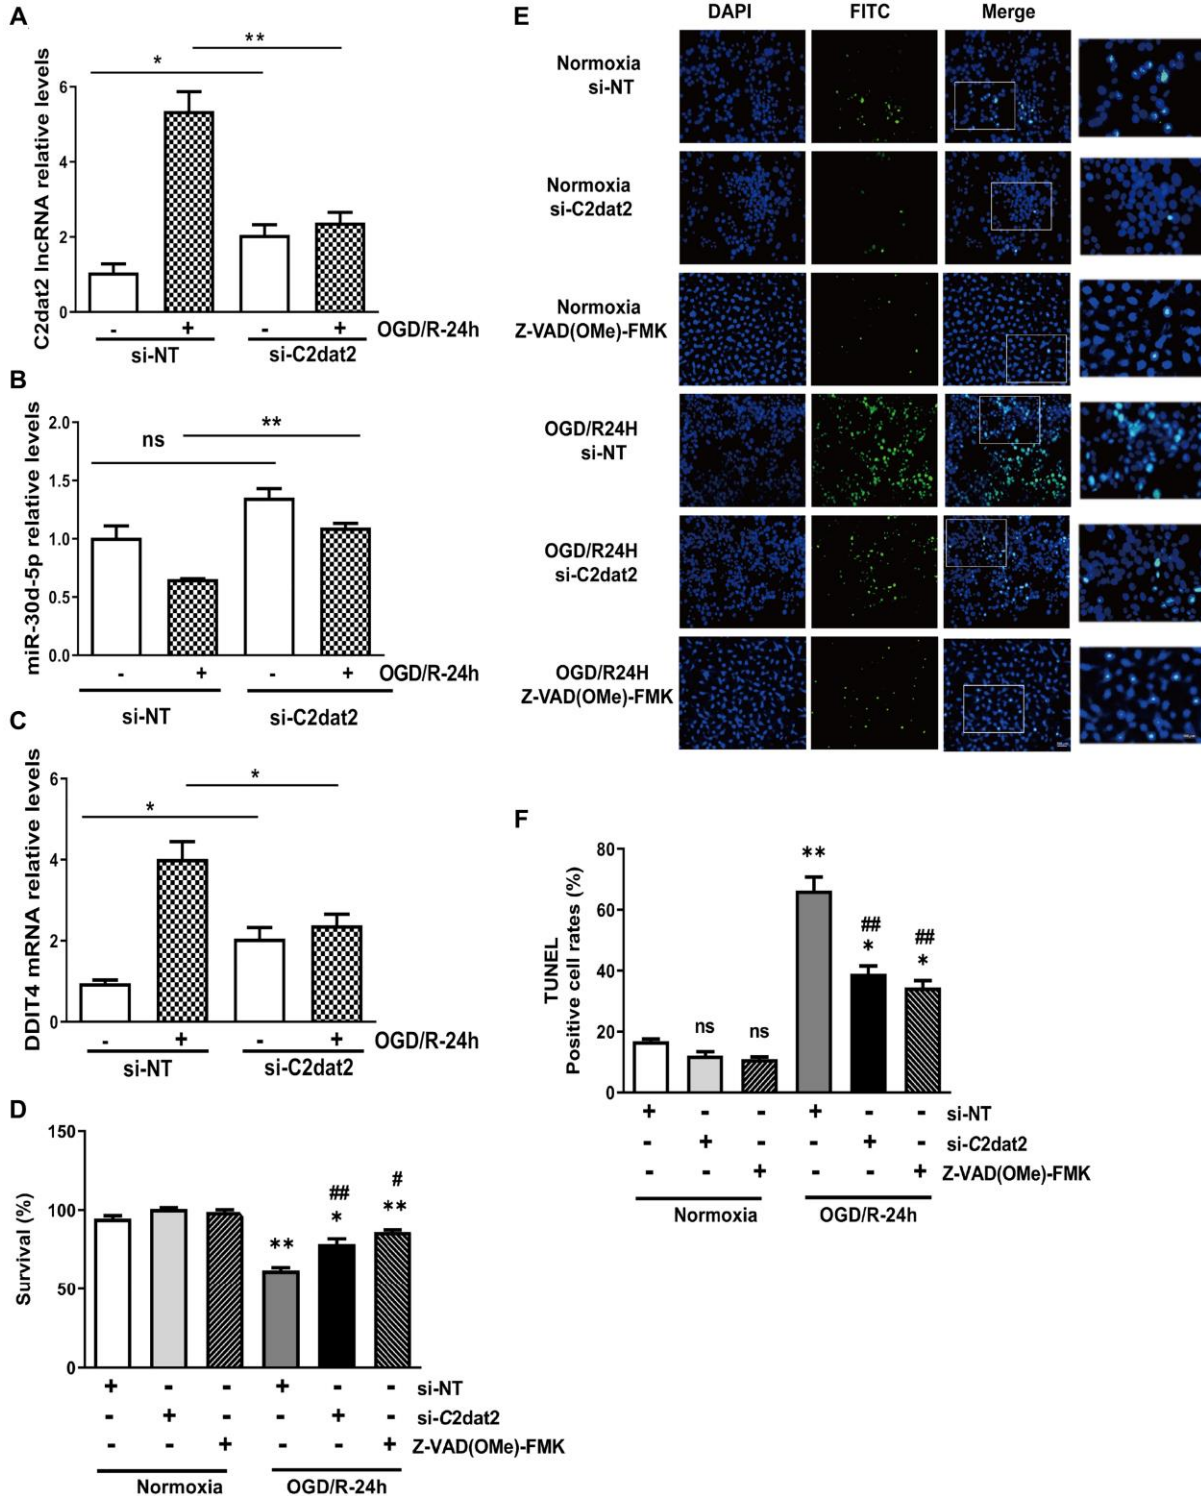 A
C2dat2 lncRNA relative levels
6
4
2
0
*
**
- + - + OGD/R-24h
si-NT si-C2dat2
B
miR-30d-5p relative levels
2.0
1.5
1.0
0.5
0.0
ns
**
- + - + OGD/R-24h
si-NT si-C2dat2
C
DDIT4 mRNA relative levels
6
4
2
0
*
*
- + - + OGD/R-24h
si-NT si-C2dat2
D
Survival (%)
150
100
50
0
**
##
*
#
**
+ - - + - - si-NT
- + - - + - si-C2dat2
- - + - - + Z-VAD(OMe)-FMK
Normoxia OGD/R-24h
E
DAPI FITC Merge
Normoxia
si-NT
Normoxia
si-C2dat2
Normoxia
Z-VAD(OMe)-FMK
OGD/R24H
si-NT
OGD/R24H
si-C2dat2
OGD/R24H
Z-VAD(OMe)-FMK
F
TUNEL
Positive cell rates (%)
80
60
40
20
0
ns
ns
**
##
*
##
*
+ - - + - - si-NT
- + - - + - si-C2dat2
- - + - - + Z-VAD(OMe)-FMK
Normoxia OGD/R-24h